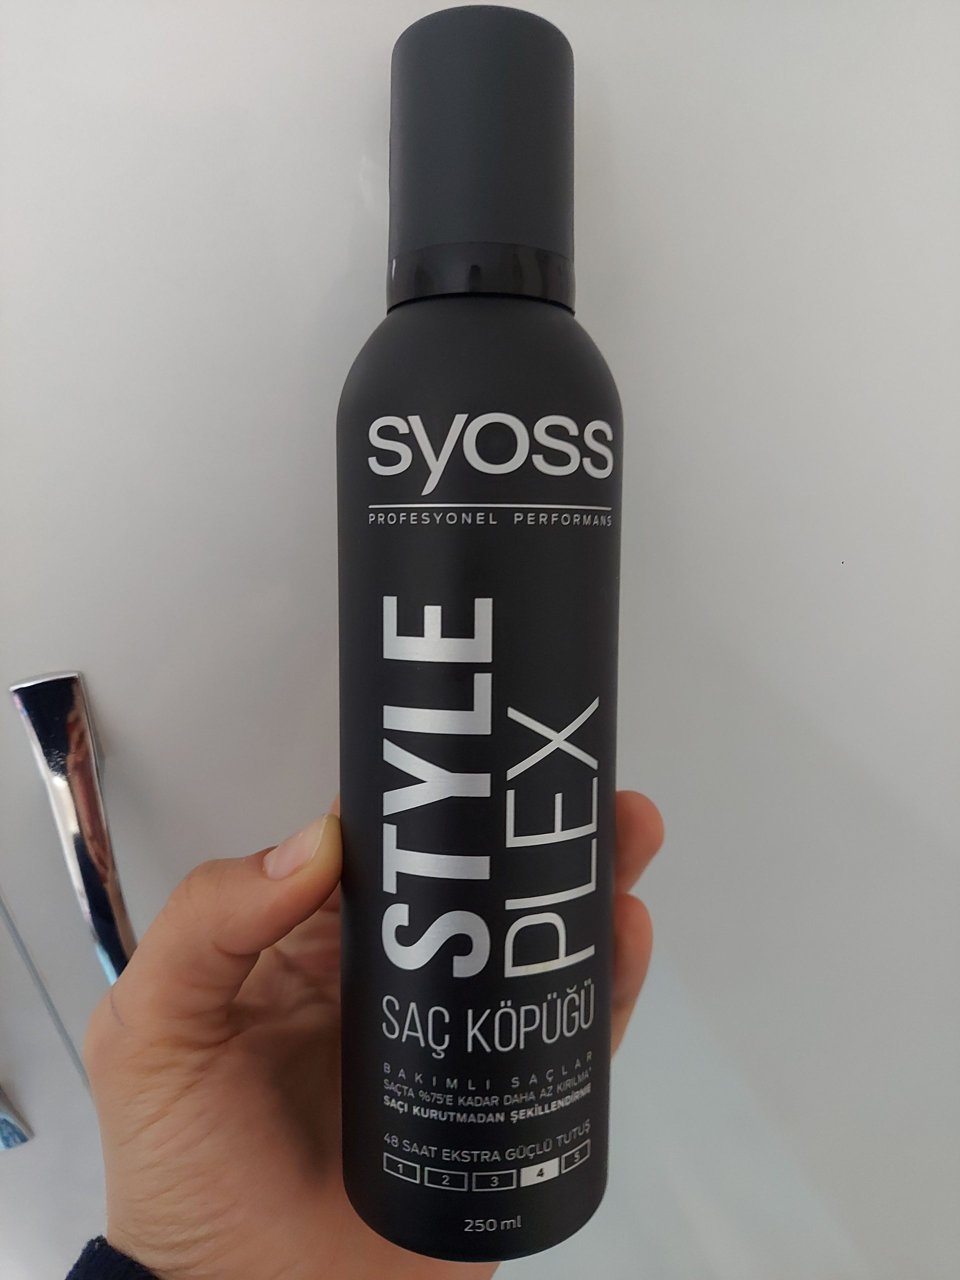 syoss
PROFESYONEL PERFORMANS
STYLE
PLEX
SAÇ KÖPÜĞÜ
BAKIMLI SAÇLAR
SAÇTA %75'E KADAR DAHA AZ KIRILMA*
SAÇI KURUTMADAN ŞEKİLLENDİRME
48 SAAT EKSTRA GÜÇLÜ TUTUŞ
1 2 3 4 5
250 ml